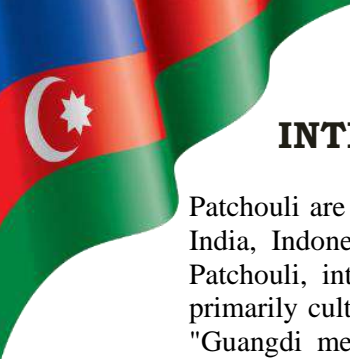 INT
Patchouli are
India, Indone
Patchouli, int
primarily cult
"Guangdi me